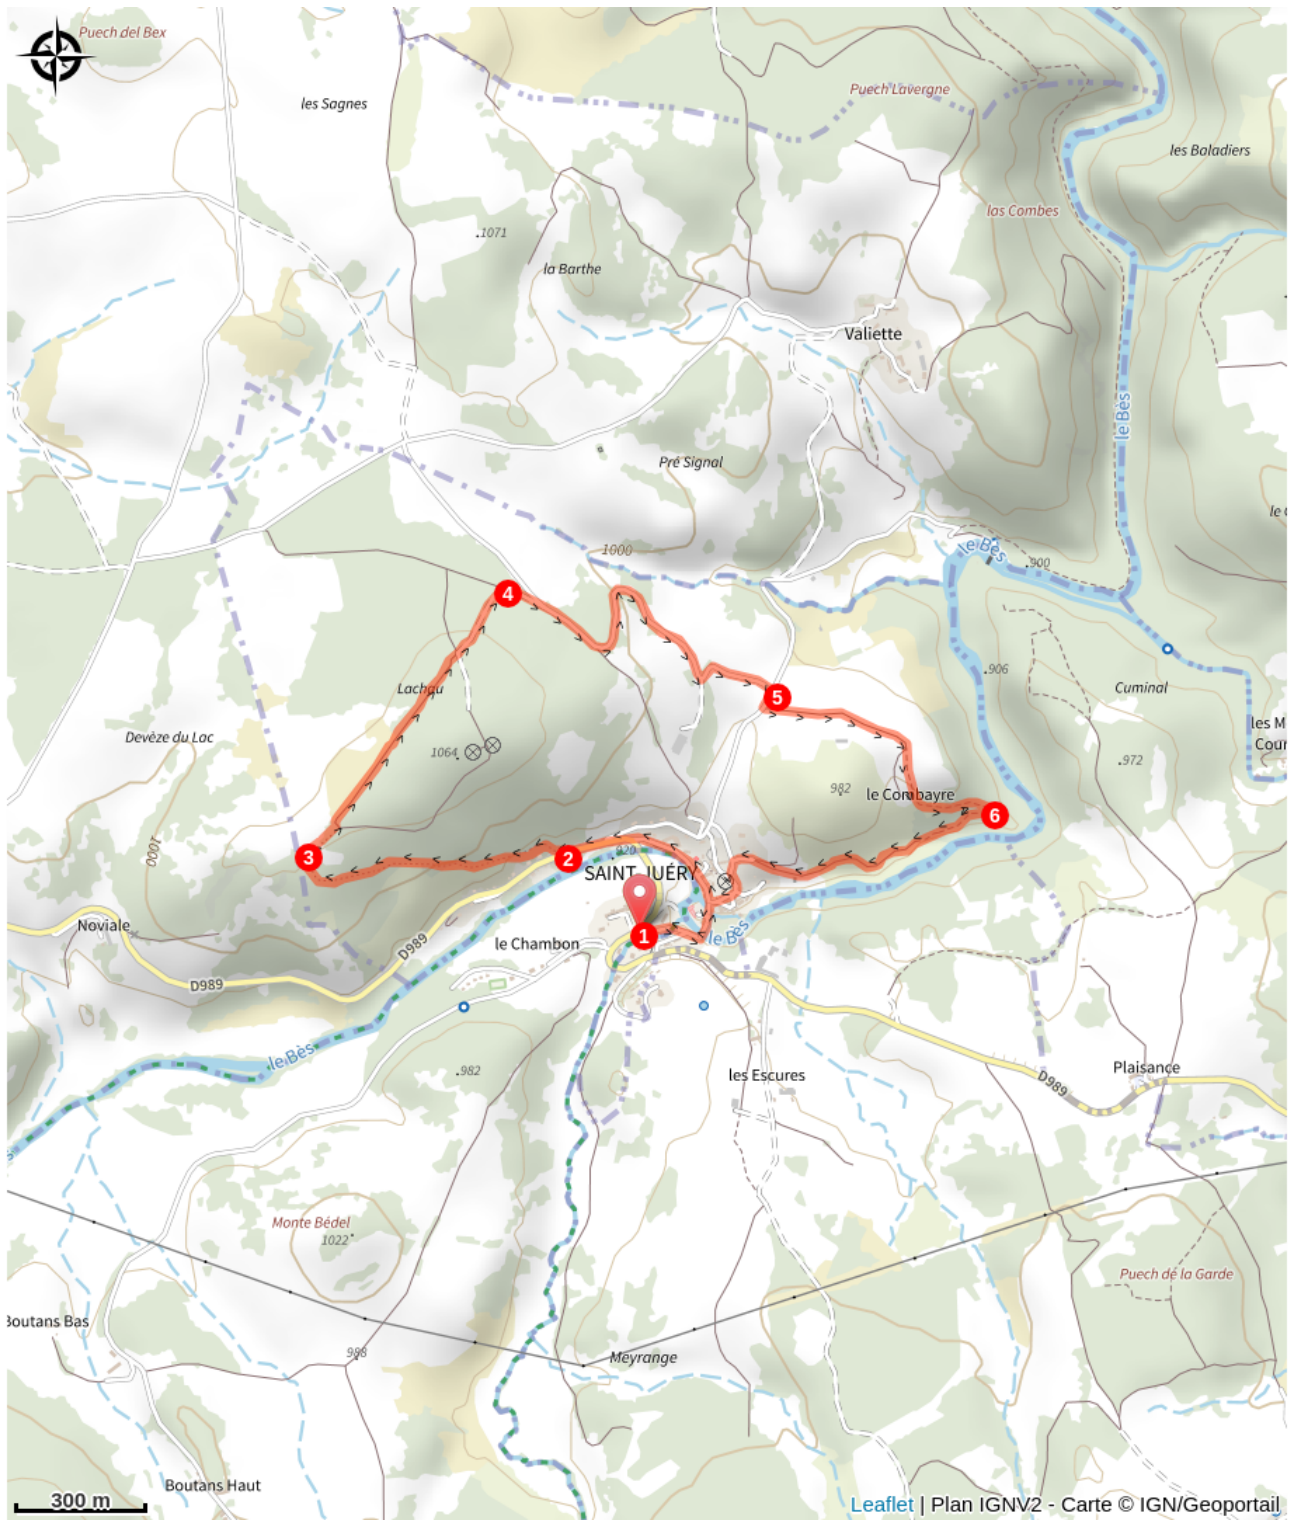 Puech del Bex
les Sagnes
Puech Lavergne
les Baladiers
las Combes
1071
la Barthe
Valiette
le Bès
Pré Signal
1000
le Bès
900
4
906
Lachau
Cuminal
5
Devèze du Lac
1064
972
982
le Combayre
6
1000
3
2
920
SAINT-JUÉRY
Noviale
1
le Bès
le Chambon
D989
D989
le Bès
982
les Escures
D989
Plaisance
Monte Bédel
1022
Puech de la Garde
Boutans Bas
988
Meyrange
Boutans Haut
300 m
Leaflet | Plan IGNV2 - Carte © IGN/Geoportail